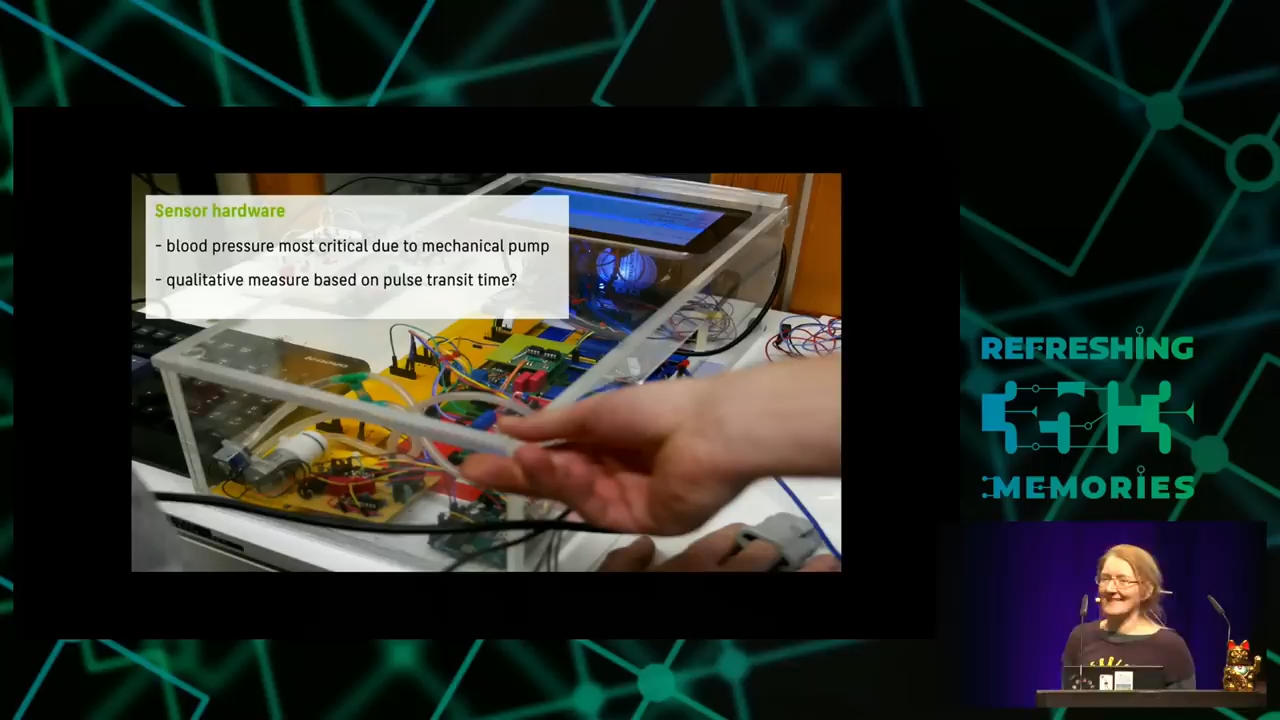 Sensor hardware
- blood pressure most critical due to mechanical pump
- qualitative measure based on pulse transit time?
lenovo
REFRESHING
MEMORIES